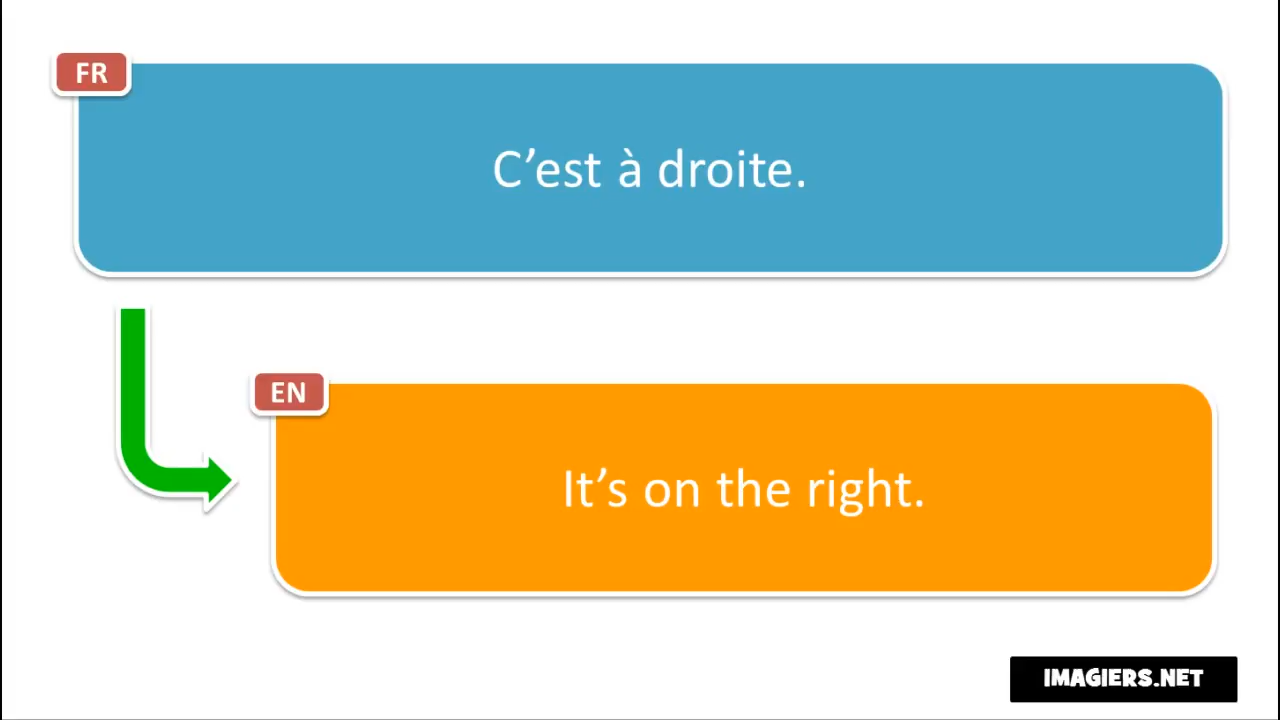 FR
C’est à droite.
EN
It’s on the right.
IMAGIERS.NET